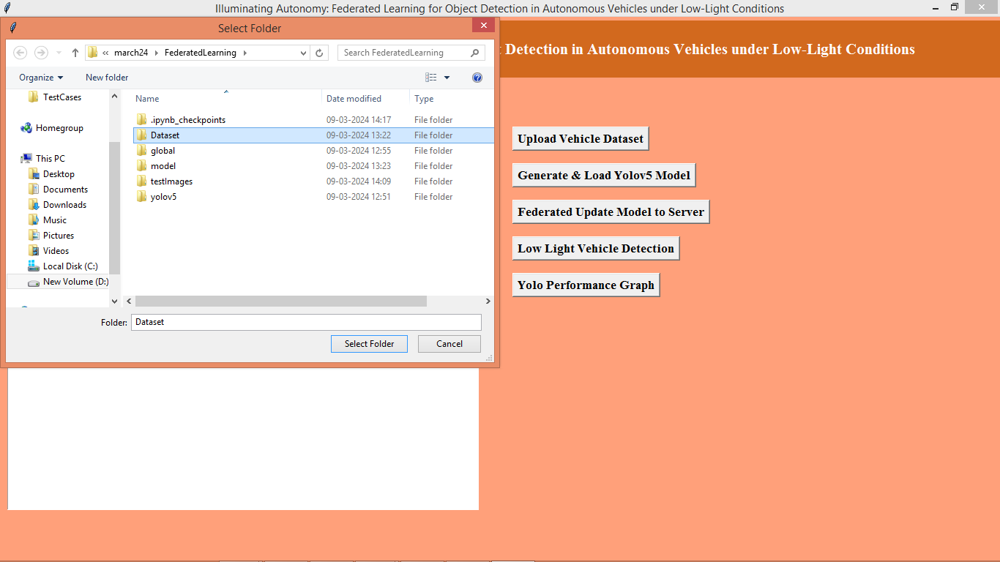 Illuminating Autonomy: Federated Learning for Object Detection in Autonomous Vehicles under Low-Light Conditions
Select Folder
Detection in Autonomous Vehicles under Low-Light Conditions
« march24 FederatedLearning
Search FederatedLearning
Organize New folder
Name Date modified Type
TestCases
Homegroup
This PC
Desktop
Documents
Downloads
Music
Pictures
Videos
Local Disk (C:)
New Volume (D:)
.ipynb_checkpoints 09-03-2024 14:17 File folder
Dataset 09-03-2024 13:22 File folder
global 09-03-2024 12:55 File folder
model 09-03-2024 13:23 File folder
testImages 09-03-2024 14:09 File folder
yolov5 09-03-2024 12:51 File folder
Folder: Dataset
Select Folder Cancel
Upload Vehicle Dataset
Generate & Load Yolov5 Model
Federated Update Model to Server
Low Light Vehicle Detection
Yolo Performance Graph